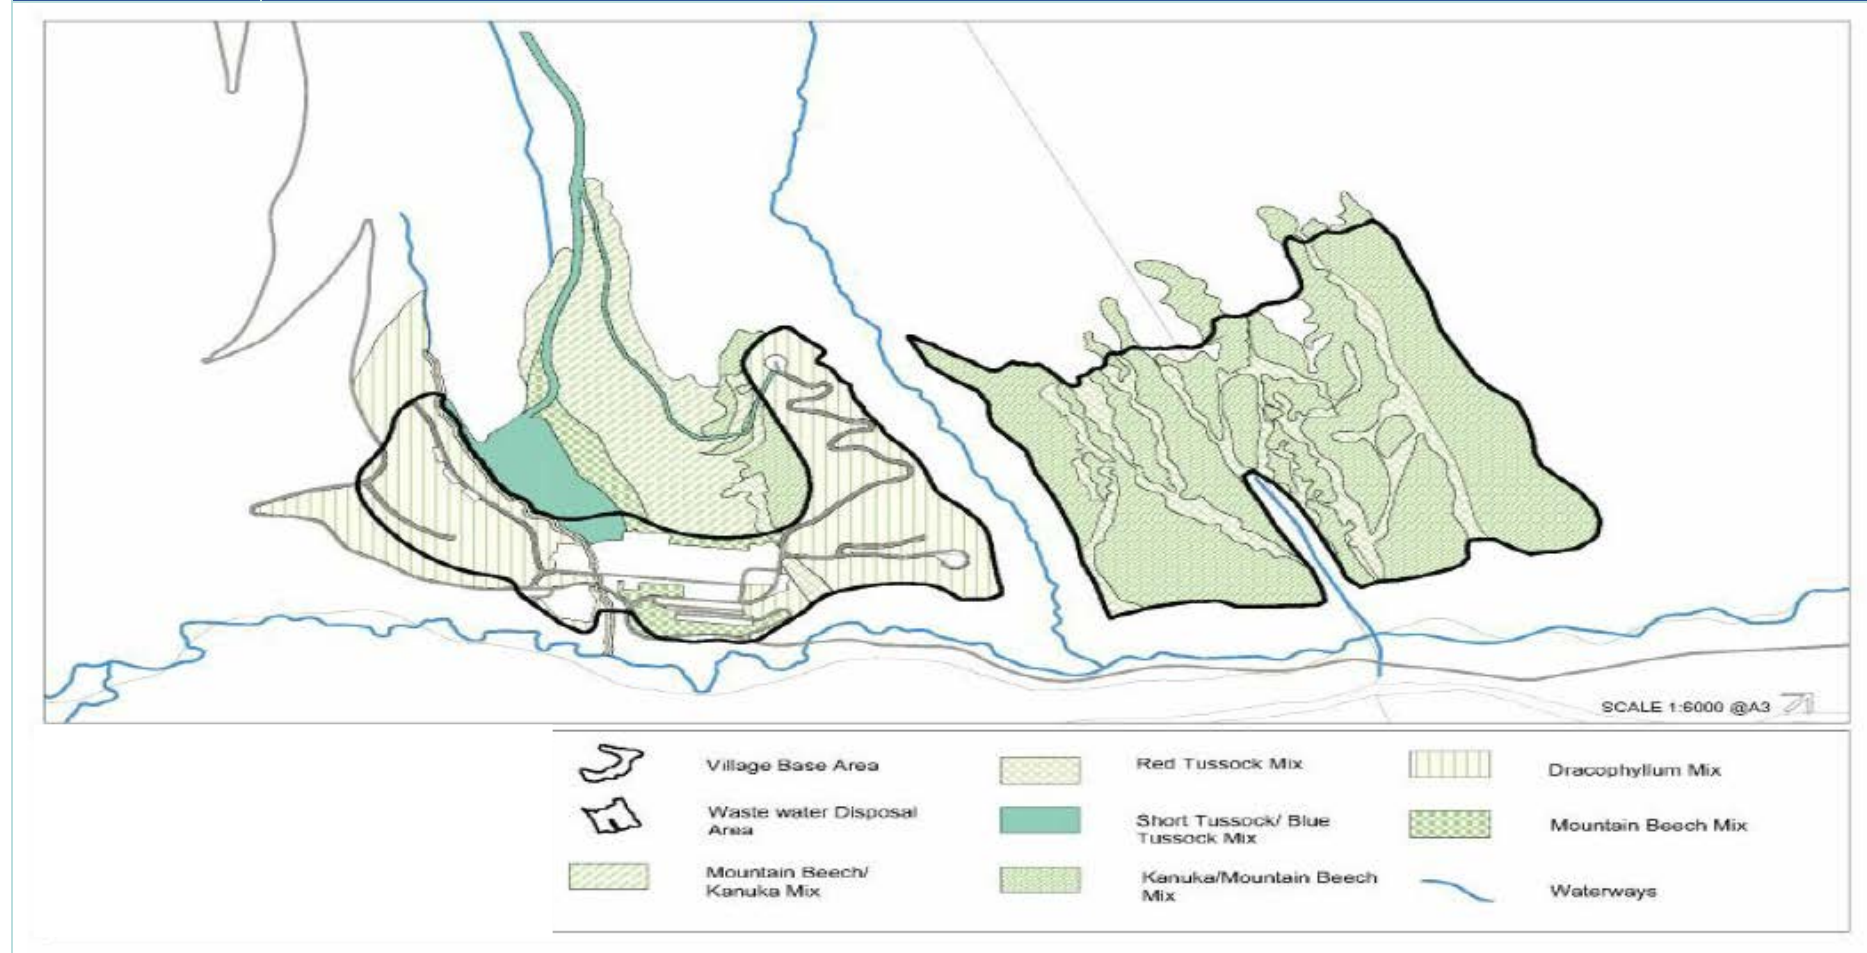 SCALE 1:6000 @A3
Village Base Area
Red Tussock Mix
Dracophyllum Mix
Waste water Disposal
Area
Short Tussock/ Blue
Tussock Mix
Mountain Beech Mix
Mountain Beech/
Kanuka Mix
Kanuka/Mountain Beech
Mix
Waterways